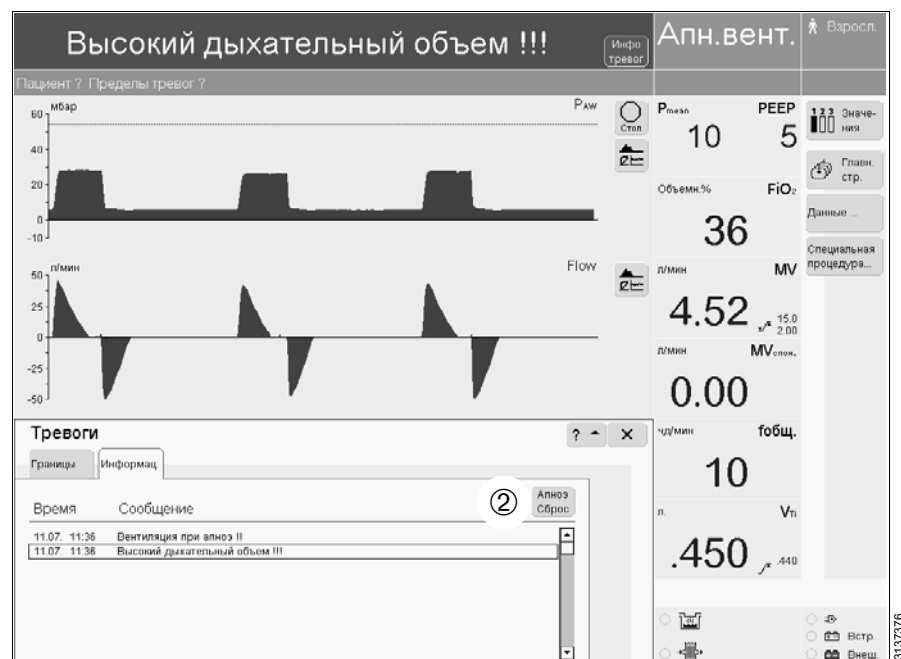 Высокий дыхательный объем !!!
Инфо тревог
Апн.вент.
Взросл.
Пациент ? Пределы тревог ?
мбар
PAW
60
40
20
0
-10
Стоп
л/мин
Flow
50
25
0
-25
-50
Pmean
PEEP
10
5
Объемн.%
FiO2
36
л/мин
MV
4.52
15.0
2.00
л/мин
MVспон.
0.00
чд/мин
fобщ.
10
л.
VTi
.450
.440
1 2 3
Значе-
ния
Главн.
стр.
Данные ...
Специальная
процедура...
Тревоги
? X
Границы
Информац
Время
Сообщение
②
Апноэ
Сброс
11.07. 11:36 Вентиляция при апноэ !!
11.07. 11:36 Высокий дыхательный объем !!!
Встр.
Внеш.
3137376